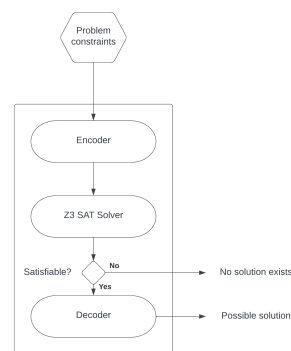 Problem
constraints
Encoder
Z3 SAT Solver
Satisfiable?
No
No solution exists
Yes
Decoder
Possible solution